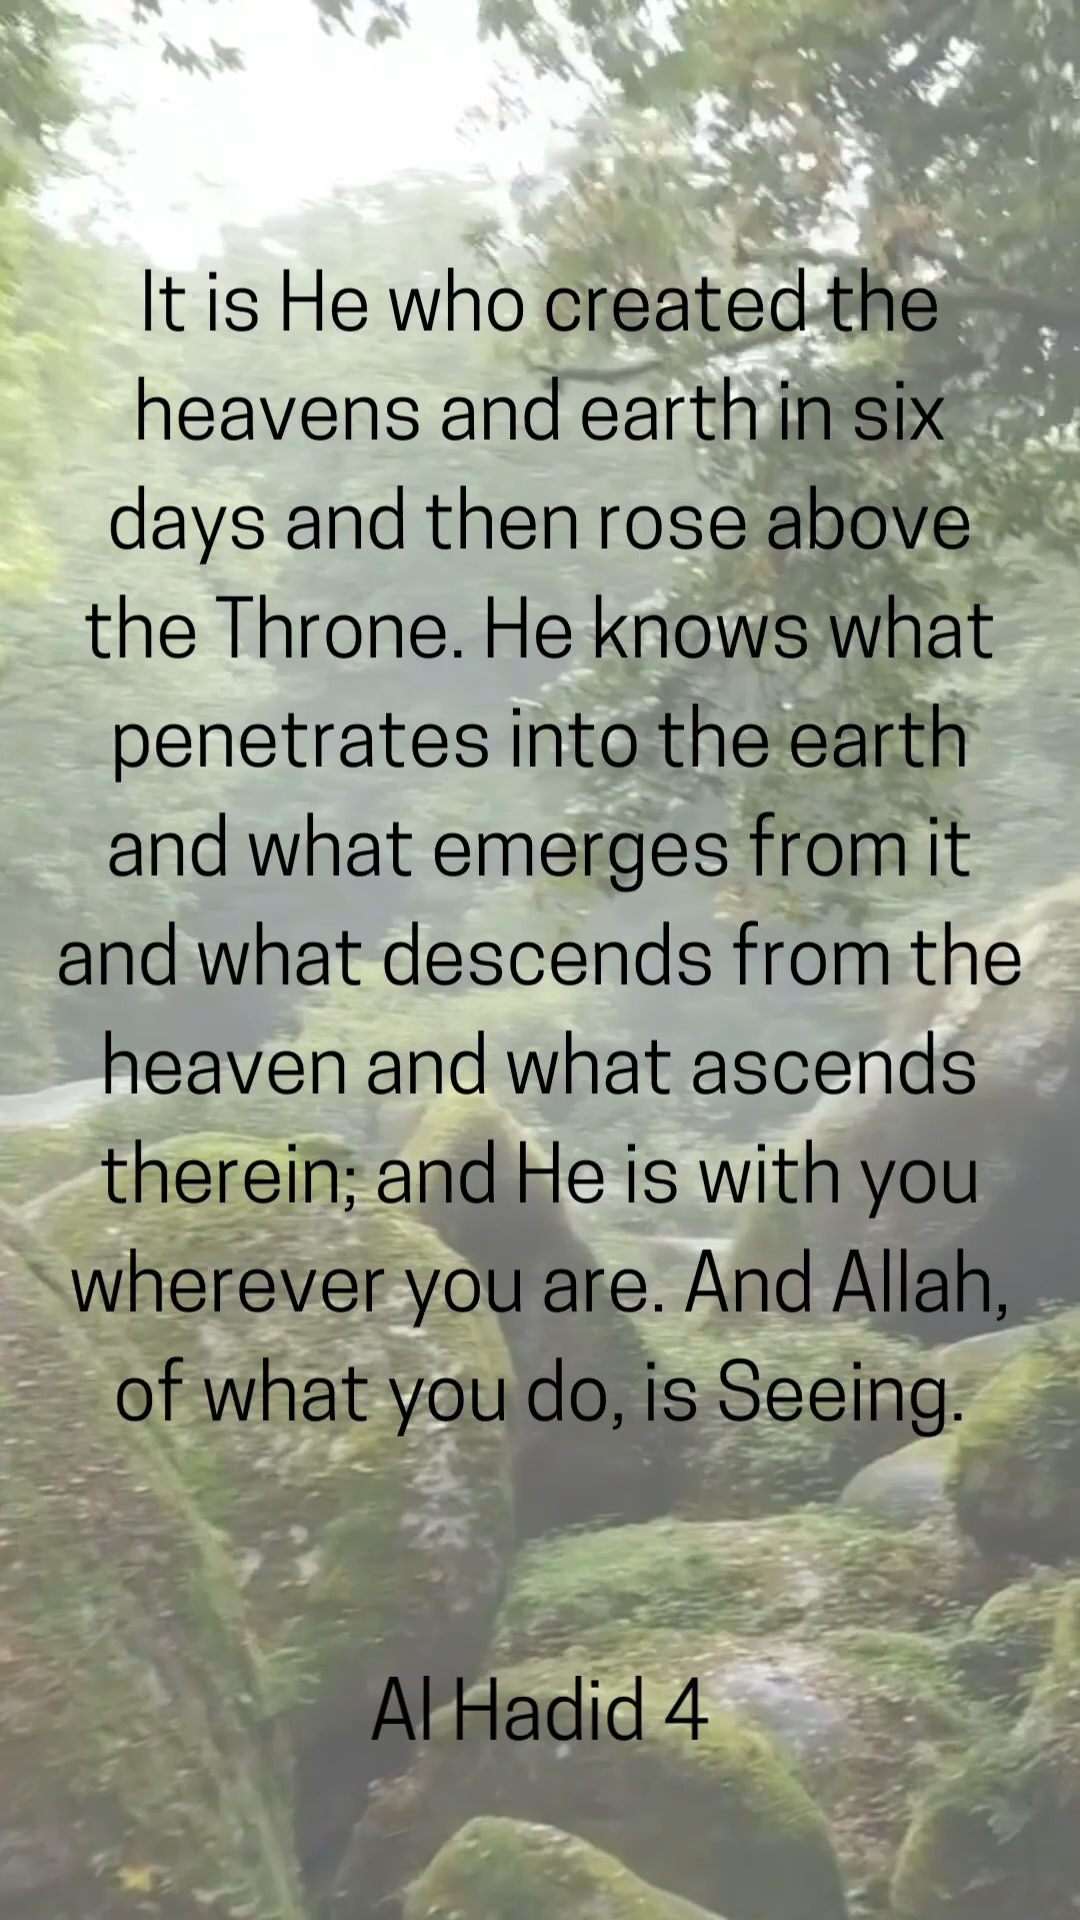 It is He who created the
heavens and earth in six
days and then rose above
the Throne. He knows what
penetrates into the earth
and what emerges from it
and what descends from the
heaven and what ascends
therein; and He is with you
wherever you are. And Allah,
of what you do, is Seeing.
Al Hadid 4